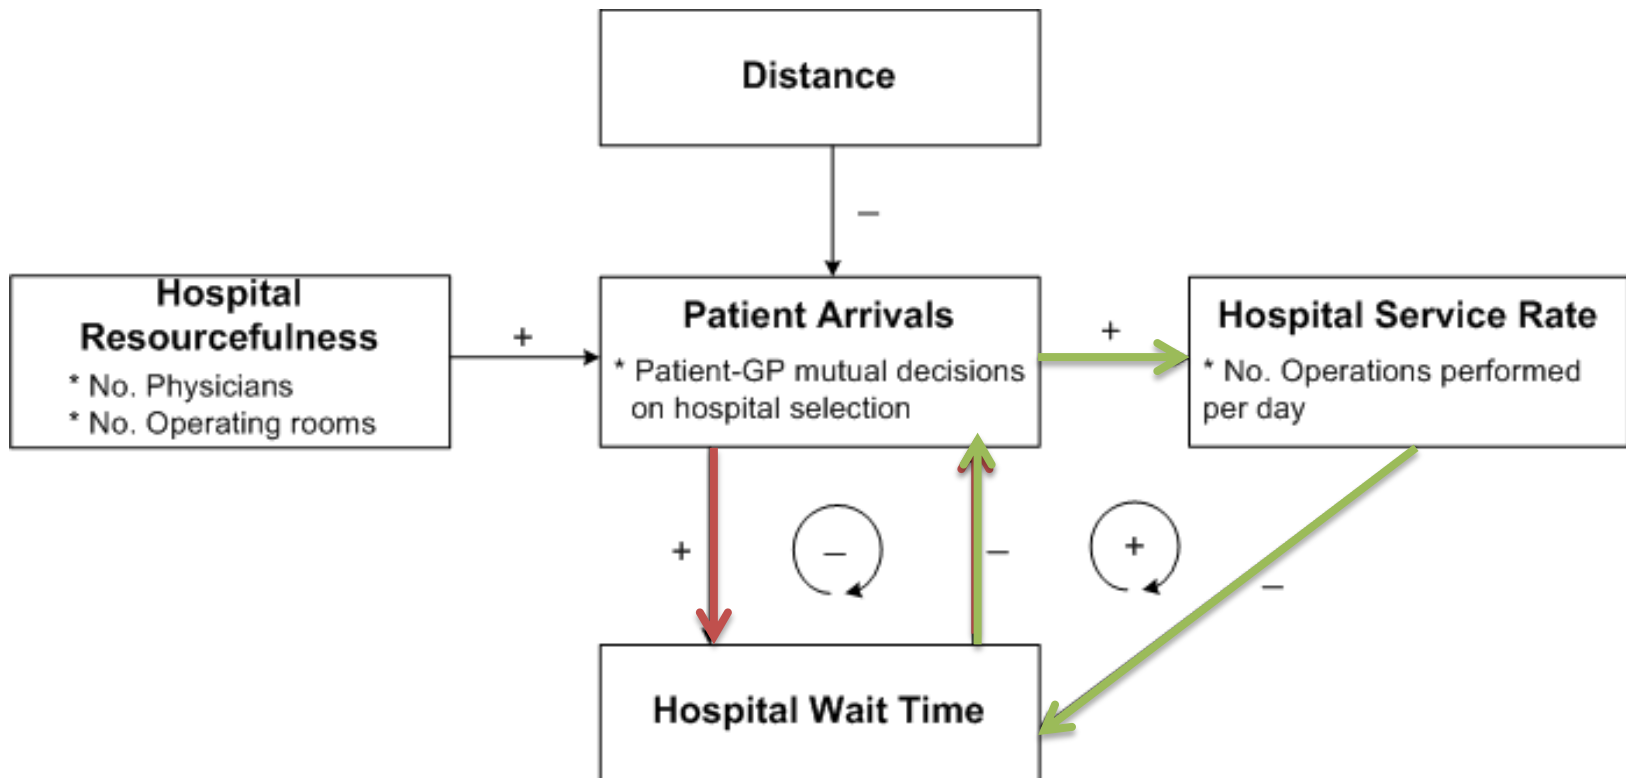 Distance
–
Hospital
Resourcefulness
* No. Physicians
* No. Operating rooms
+
Patient Arrivals
* Patient-GP mutual decisions
on hospital selection
+
Hospital Service Rate
* No. Operations performed
per day
+
–
–
+
–
Hospital Wait Time